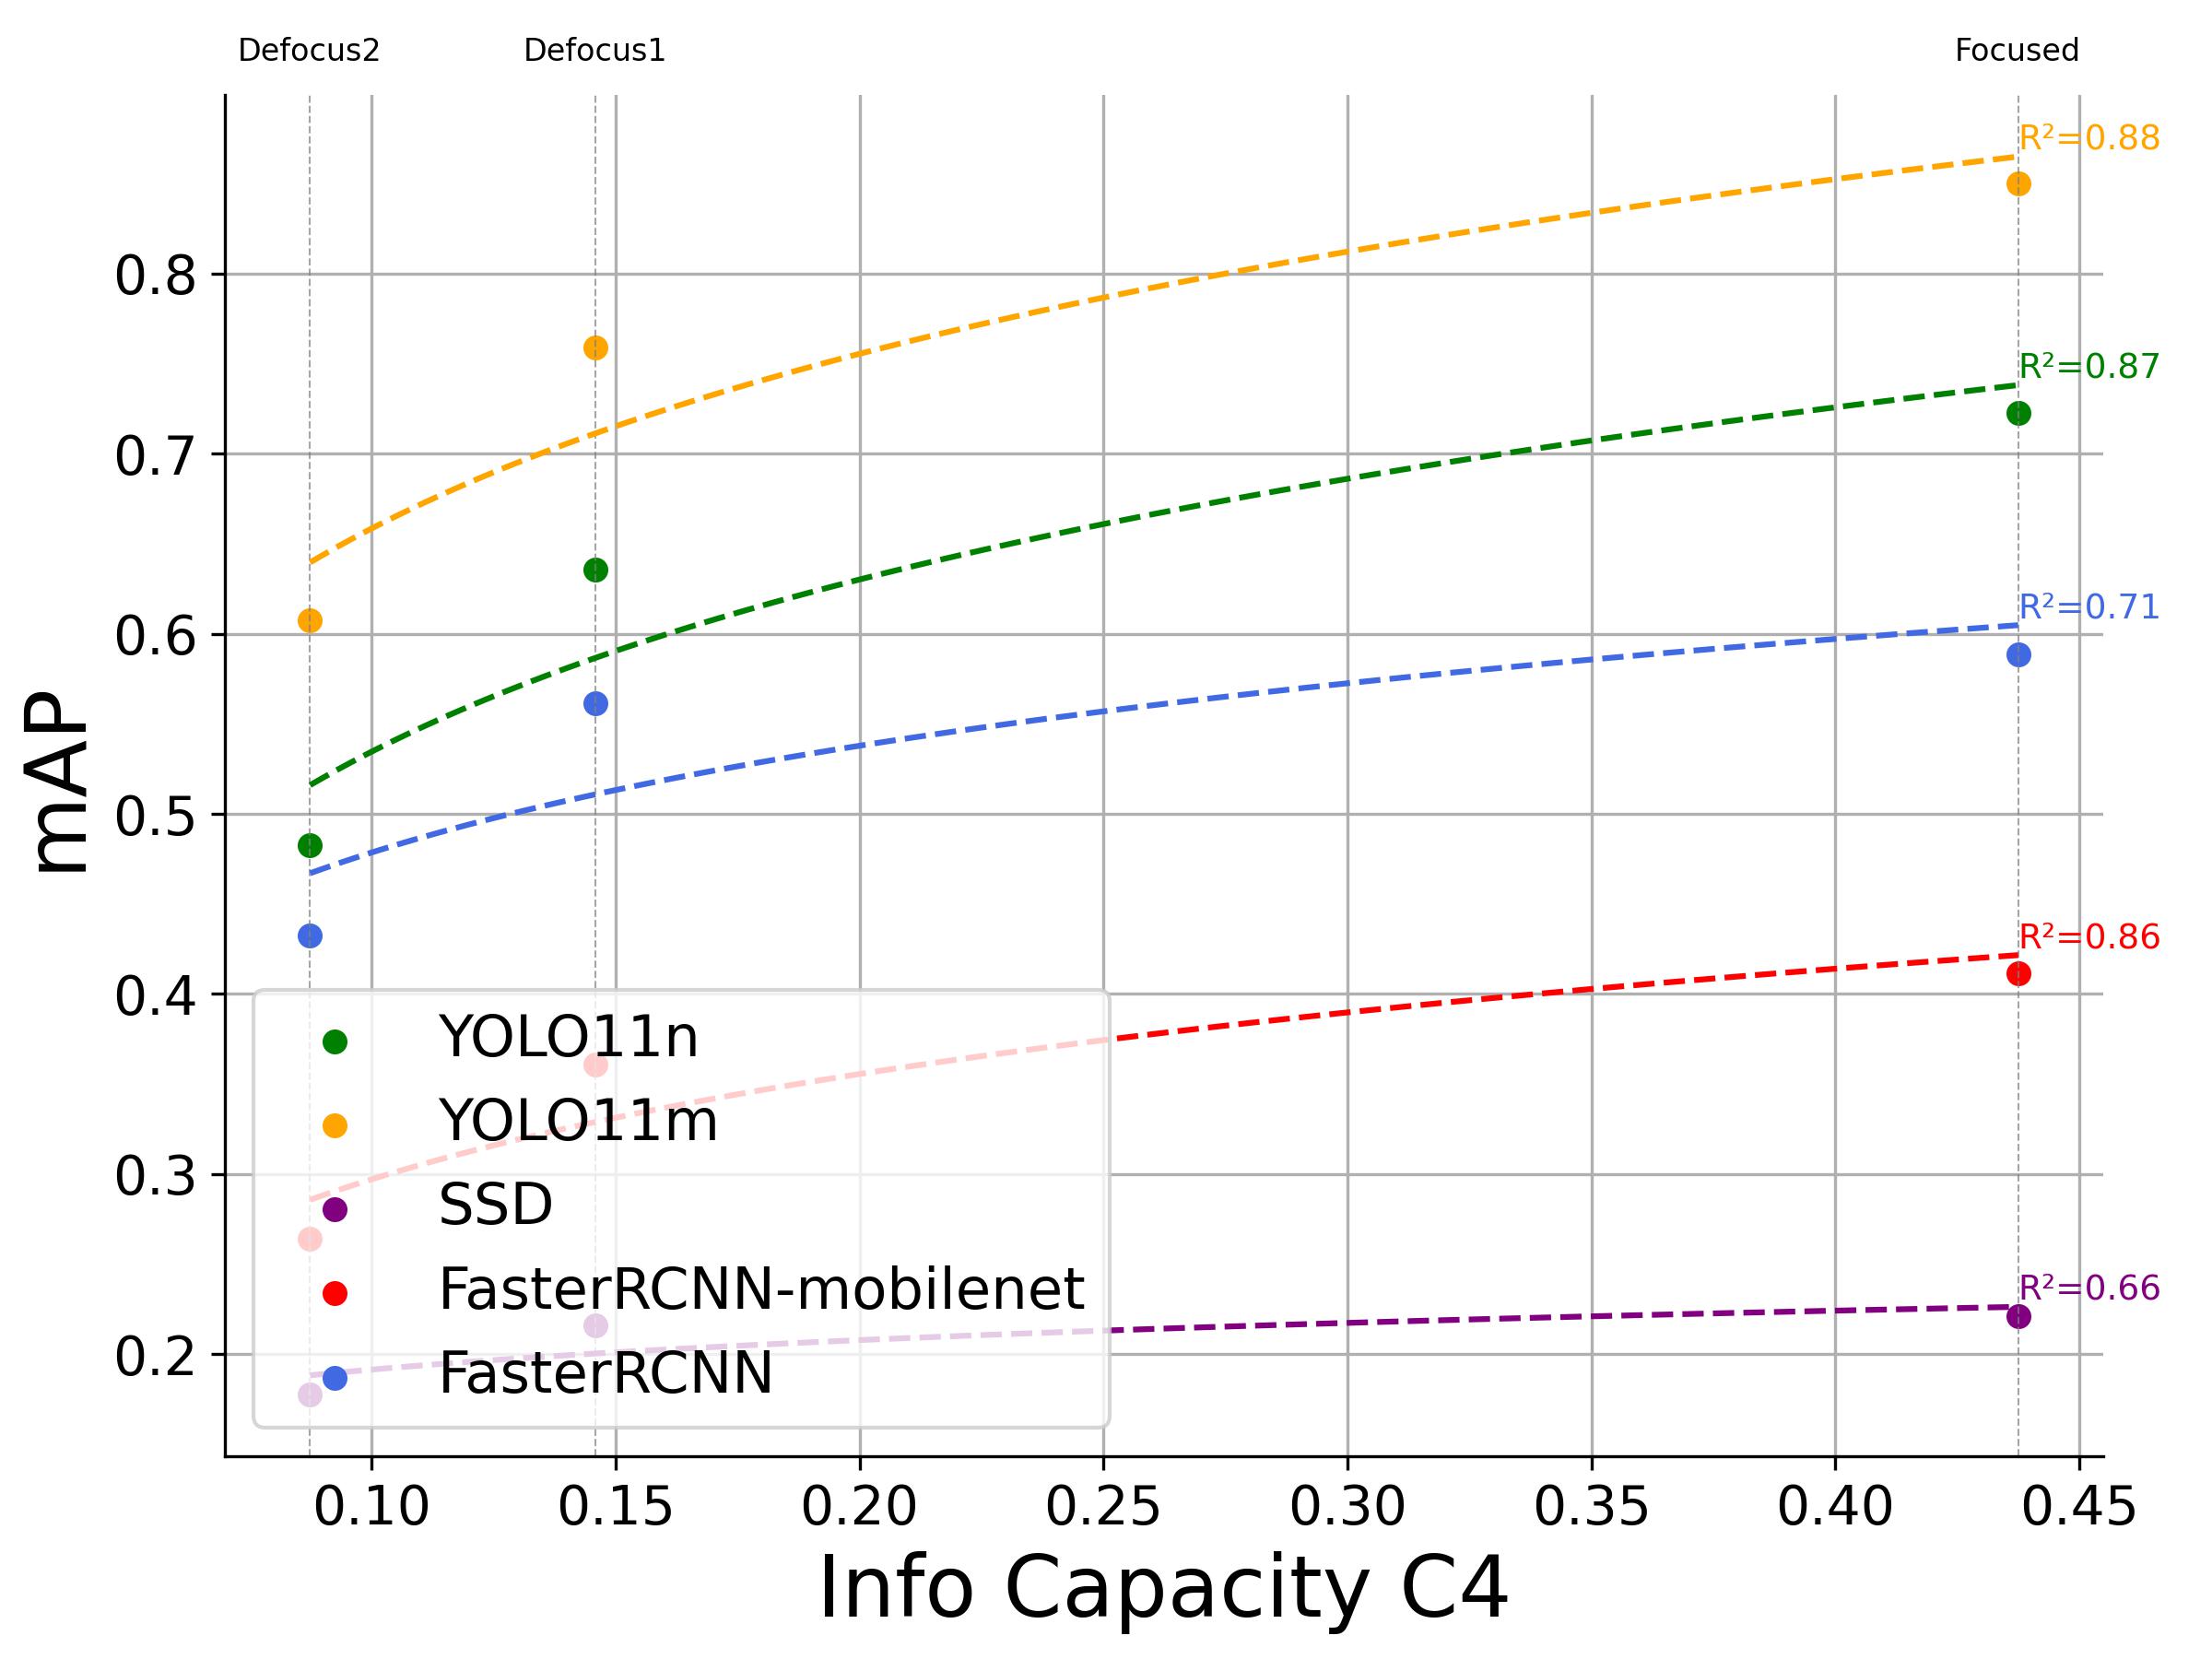 Defocus2 Defocus1 Focused
R²=0.88
R²=0.87
R²=0.71
R²=0.86
R²=0.66
mAP
0.8
0.7
0.6
0.5
0.4
0.3
0.2
YOLO11n
YOLO11m
SSD
FasterRCNN-mobilenet
FasterRCNN
0.10 0.15 0.20 0.25 0.30 0.35 0.40 0.45
Info Capacity C4